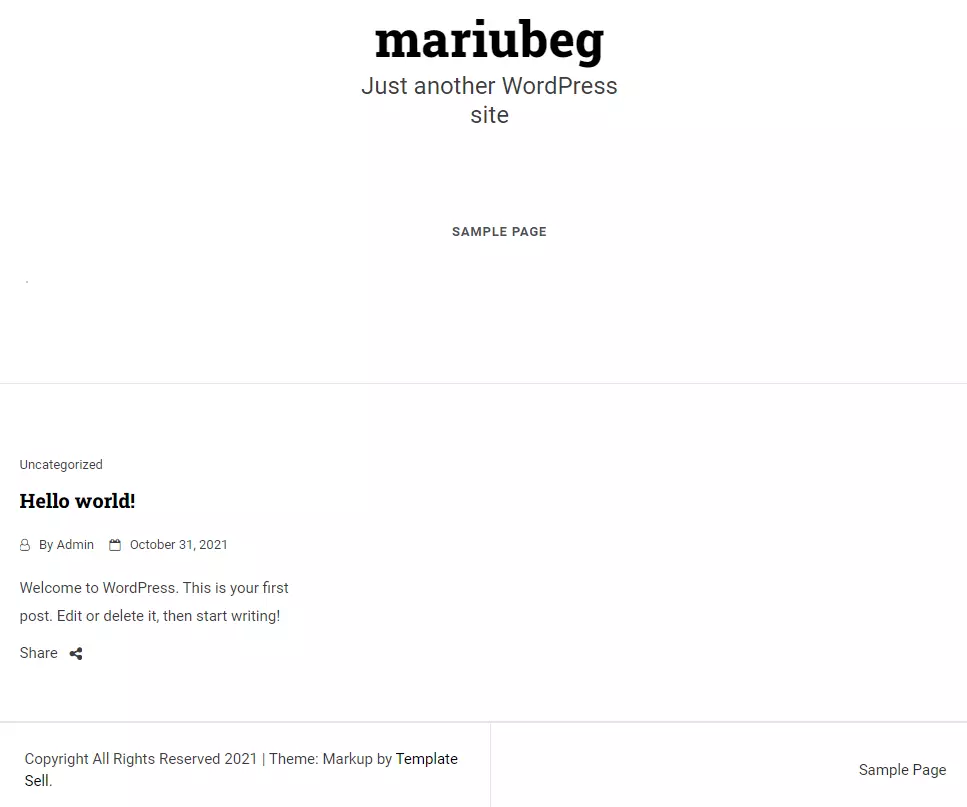 mariubeg
Just another WordPress
site
SAMPLE PAGE
Uncategorized
Hello world!
By Admin October 31, 2021
Welcome to WordPress. This is your first
post. Edit or delete it, then start writing!
Share
Copyright All Rights Reserved 2021 | Theme: Markup by Template
Sell.
Sample Page